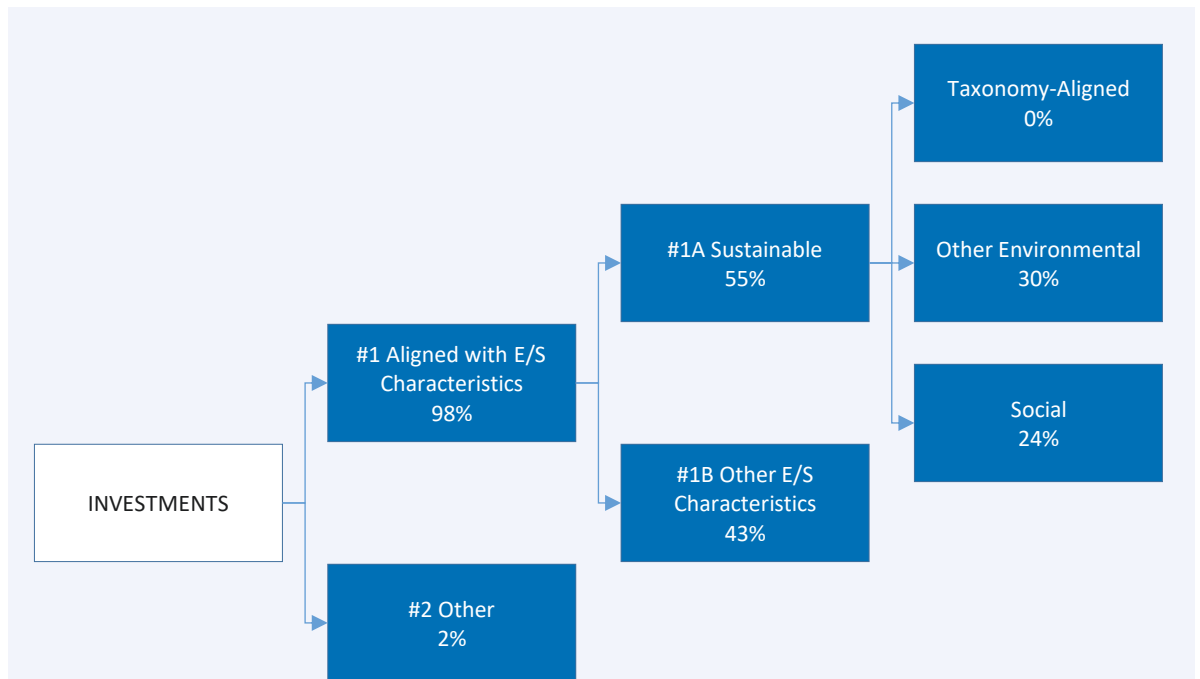 INVESTMENTS
#1 Aligned with E/S
Characteristics
98%
#2 Other
2%
#1A Sustainable
55%
#1B Other E/S
Characteristics
43%
Taxonomy-Aligned
0%
Other Environmental
30%
Social
24%